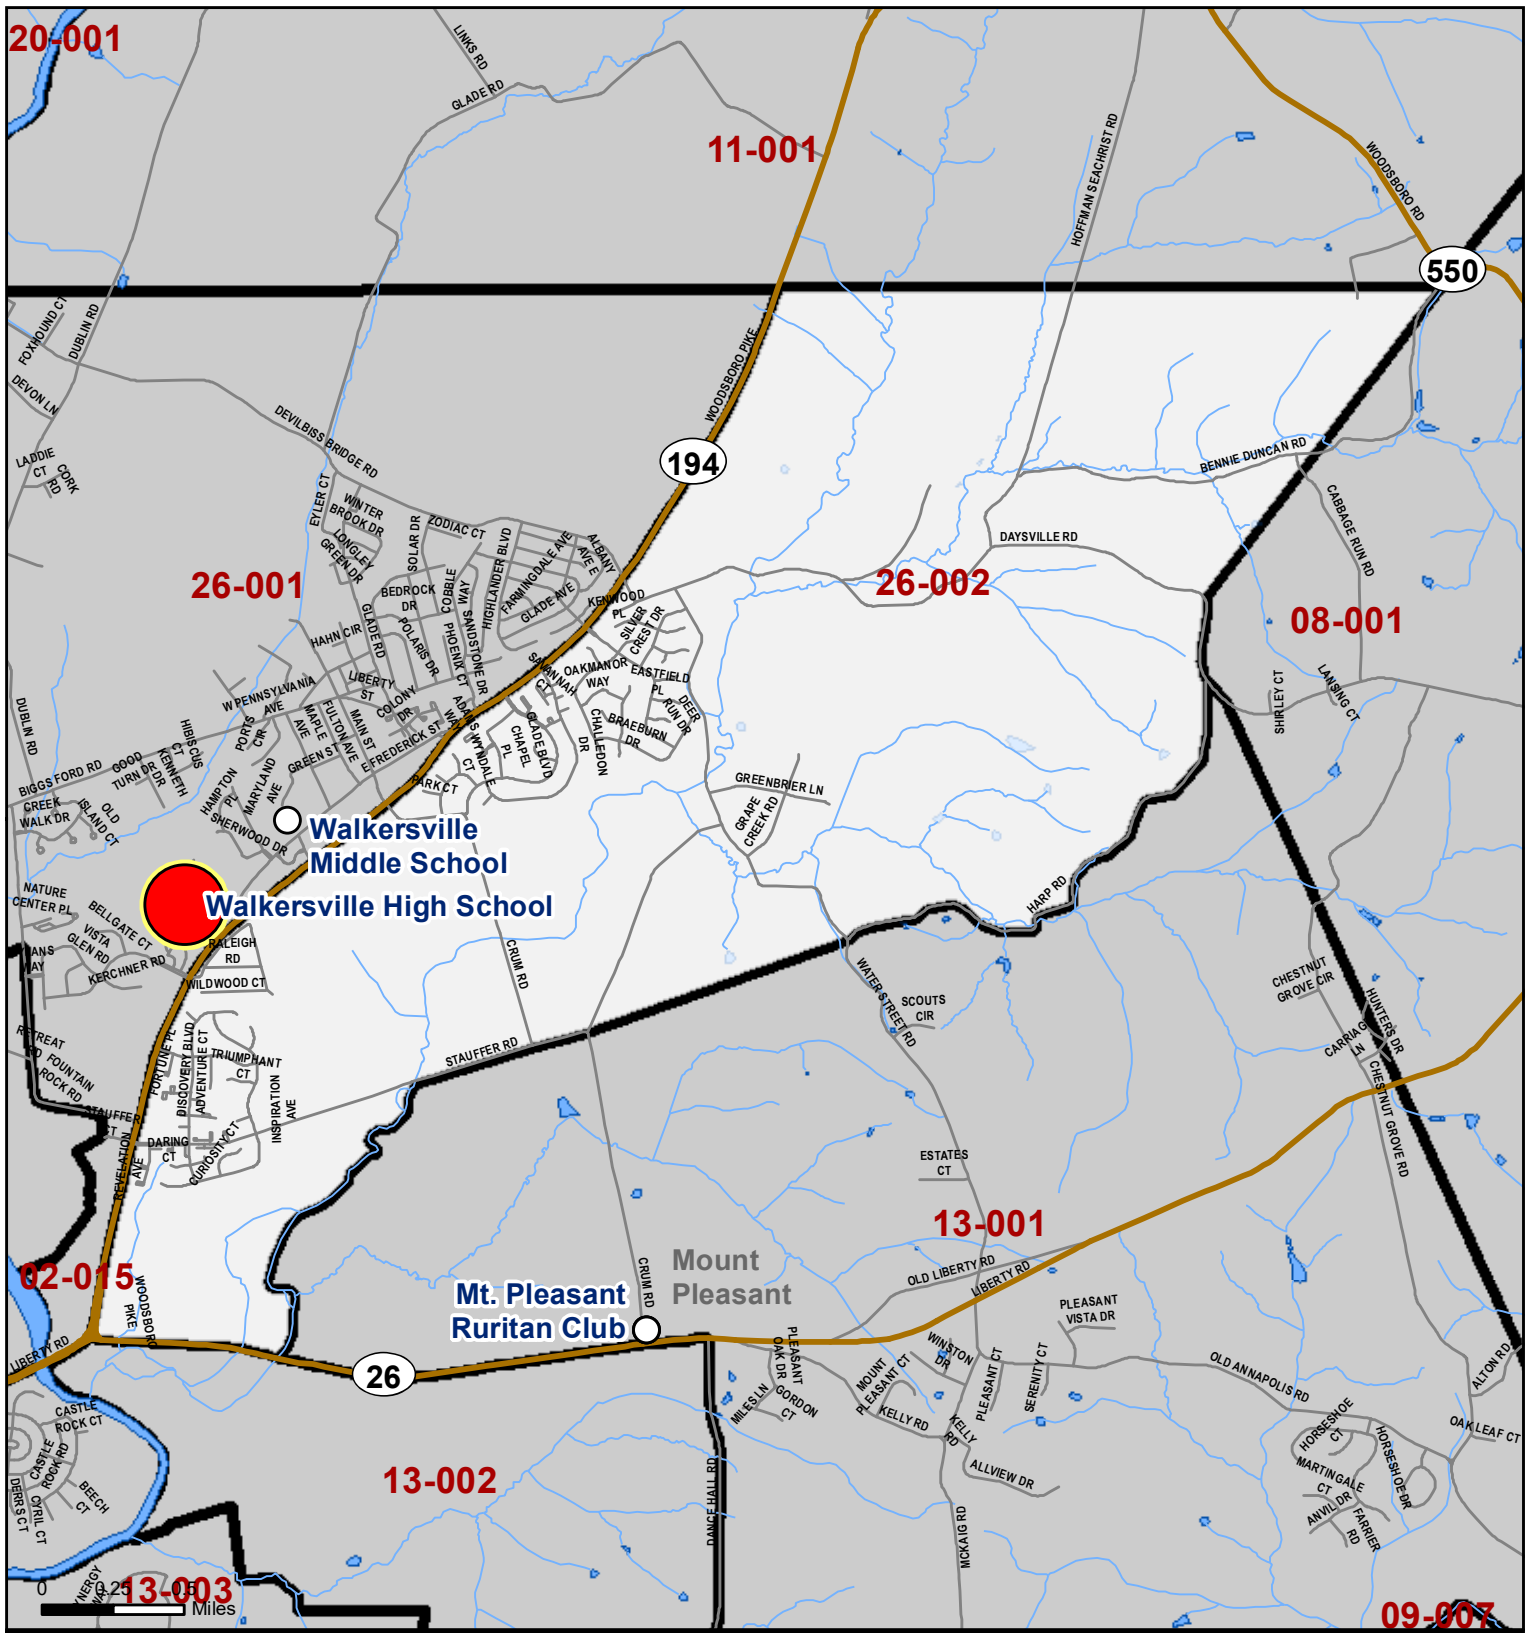 20-001
LINKS RD
GLADE RD
11-001
HOFFMAN SEACHRIST RD
WOODSBORO RD
550
FOXHOUND CT
DUBLIN RD
DEVON LN
WOODSBORO PIKE
DEVILBISS BRIDGE RD
194
LADDIE
CT
CORK
RD
BENNIE DUNCAN RD
EYLER CT
WINTER
BROOK DR
LONGLEY
GREEN DR
SOLAR DR
ZODIAC CT
HIGHLANDER BLVD
FARMINGDALE AVE
ALBANY
AVE E
GLADE AVE
DAYSVILLE RD
CABBAGE RUN RD
26-001
26-002
08-001
BEDROCK
DR
COBBLE
WAY
KENWOOD
PL
SILVER
CREST DR
HAHN CIR
GLADE RD
POLARIS DR
PHOENIX CT
SANDSTONE DR
SAVANNAH
CT
OAKMANOR
WAY
EASTFIELD
PL
DEER
RUN DR
SHIRLEY CT
LANSING CT
W PENNSYLVANIA
AVE
LIBERTY
ST
COLONY
DR
ADAMS
WAY
DUBLIN RD
PORTS
CIR
MAPLE
AVE
FULTON AVE
MAIN ST
GREEN ST
E FREDERICK ST
WYNDALE
CT
GLADE BLVD
CHAPEL
PL
CHALLEDON
DR
BRAEBURN
DR
HIBISCUS
CT
BIGGS FORD RD
GOOD
TURN DR
KENNETH
DR
HAMPTON
PL
MARYLAND
AVE
PARK CT
GREENBRIER LN
GRAPE
CREEK RD
CREEK
WALK DR
OLD
ISLAND CT
SHERWOOD DR
Walkersville
Middle School
Walkersville High School
HARP RD
NATURE
CENTER PL
BELLGATE CT
VISTA
GLEN RD
KERCHNER RD
RALEIGH
RD
WILDWOOD CT
CRUM RD
WATER STREET RD
SCOUTS
CIR
CHESTNUT
GROVE CIR
HUNTERS DR
LN
CHESTNUT GROVE RD
RETREAT
RD
FOUNTAIN
ROCK RD
STAUFFER
CT
FORTUNE PL
DISCOVERY BLVD
ADVENTURE CT
TRIUMPHANT
CT
INSPIRATION
AVE
STAUFFER RD
DARING
CT
CURIOSITY CT
REVELATION
AVE
ESTATES
CT
13-001
02-015
WOODSBORO
PIKE
LIBERTY RD
CRUM RD
Mount
Pleasant
Mt. Pleasant
Ruritan Club
OLD LIBERTY RD
LIBERTY RD
PLEASANT
VISTA DR
26
PLEASANT
OAK DR
MILES LN
GORDON
CT
MOUNT
PLEASANT CT
WINSTON
DR
PLEASANT CT
SERENITY CT
KELLY RD
KELLY
RD
OLD ANNAPOLIS RD
ALTON RD
OAK LEAF CT
CASTLE
ROCK CT
CASTLE
ROCK RD
DERRS CT
CYRIL CT
BEECH
CT
13-002
DANCE HALL RD
ALLVIEW DR
MCKAIG RD
HORSESHOE
CT
HORSESHOE DR
MARTINGALE
CT
ANVIL DR
FARRIER
RD
13-003
0 0.25 0.5
Miles
09-007